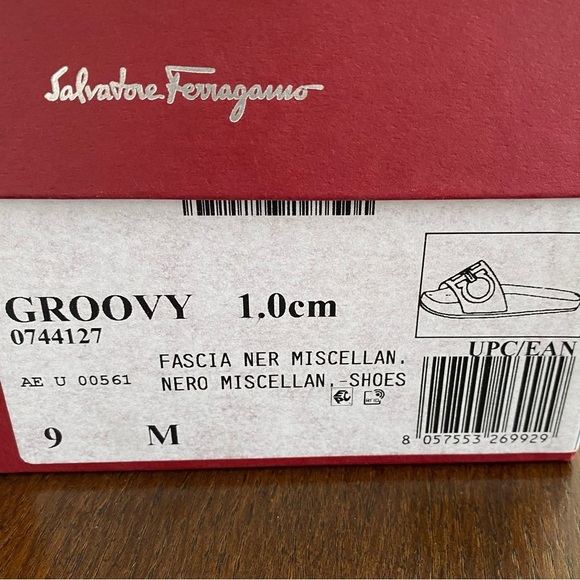 Salvatore Ferragamo
GROOVY 1.0cm
0744127
FASCIA NER MISCELLAN.
AE U 00561 NERO MISCELLAN.-SHOES
9 M
UPC/EAN
8 057553 269929